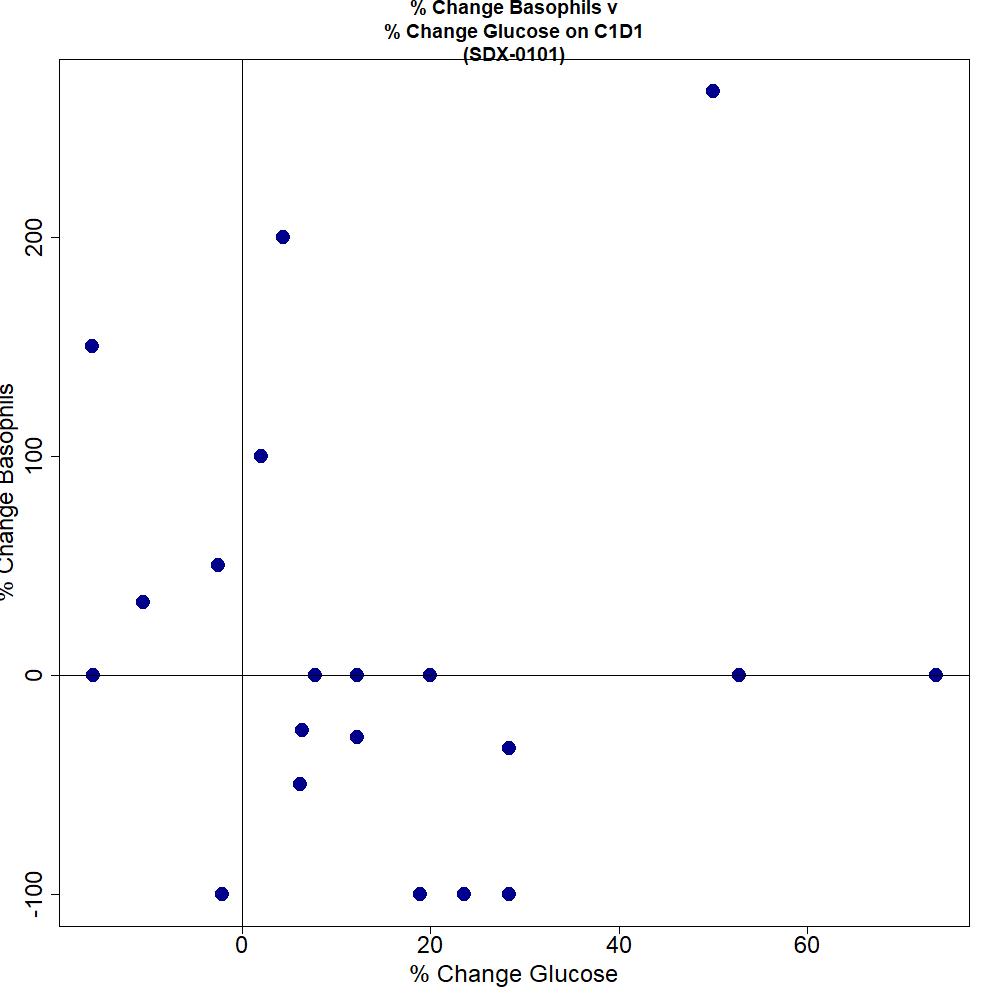 % Change Basophils v
% Change Glucose on C1D1
(SDX-0101)
% Change Basophils
200
100
0
-100
0 20 40 60
% Change Glucose